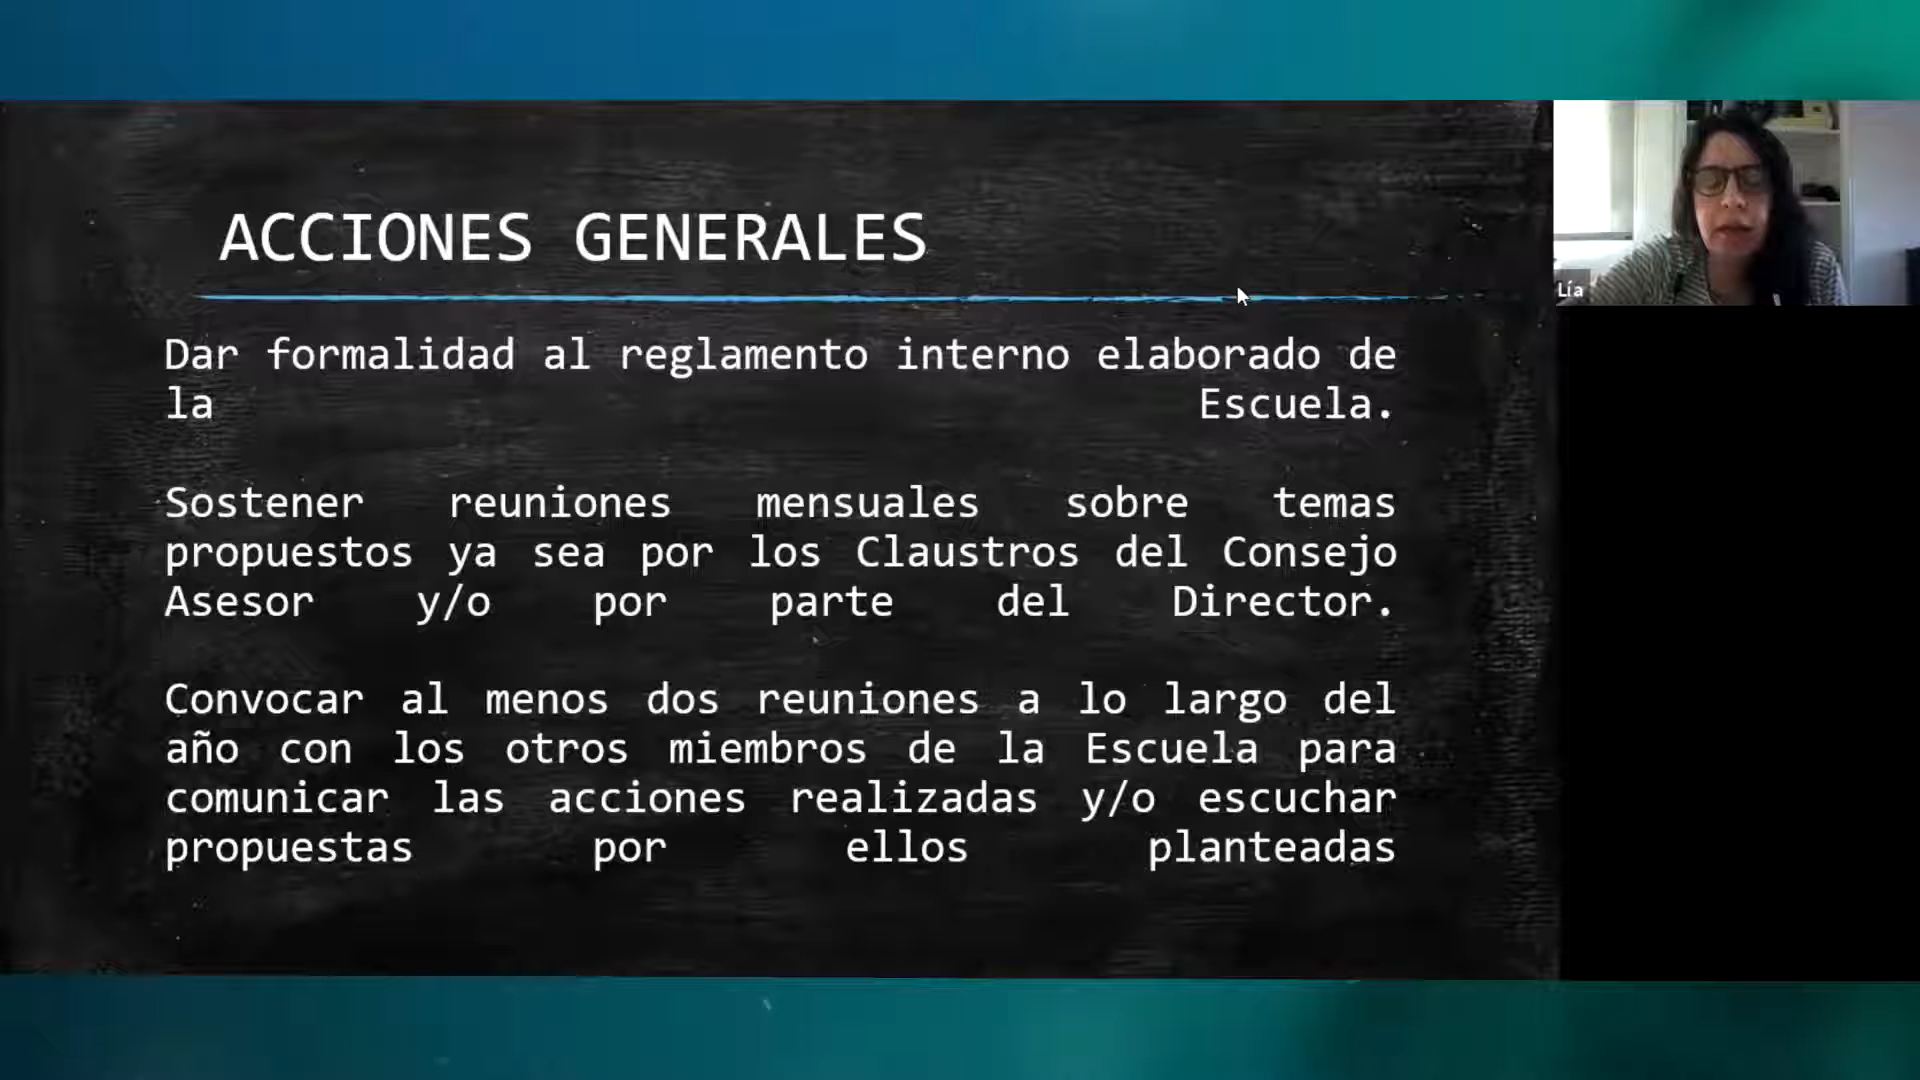 ACCIONES GENERALES
Dar formalidad al reglamento interno elaborado de
la Escuela.
Sostener reuniones mensuales sobre temas
propuestos ya sea por los Claustros del Consejo
Asesor y/o por parte del Director.
Convocar al menos dos reuniones a lo largo del
año con los otros miembros de la Escuela para
comunicar las acciones realizadas y/o escuchar
propuestas por ellos planteadas
Lía